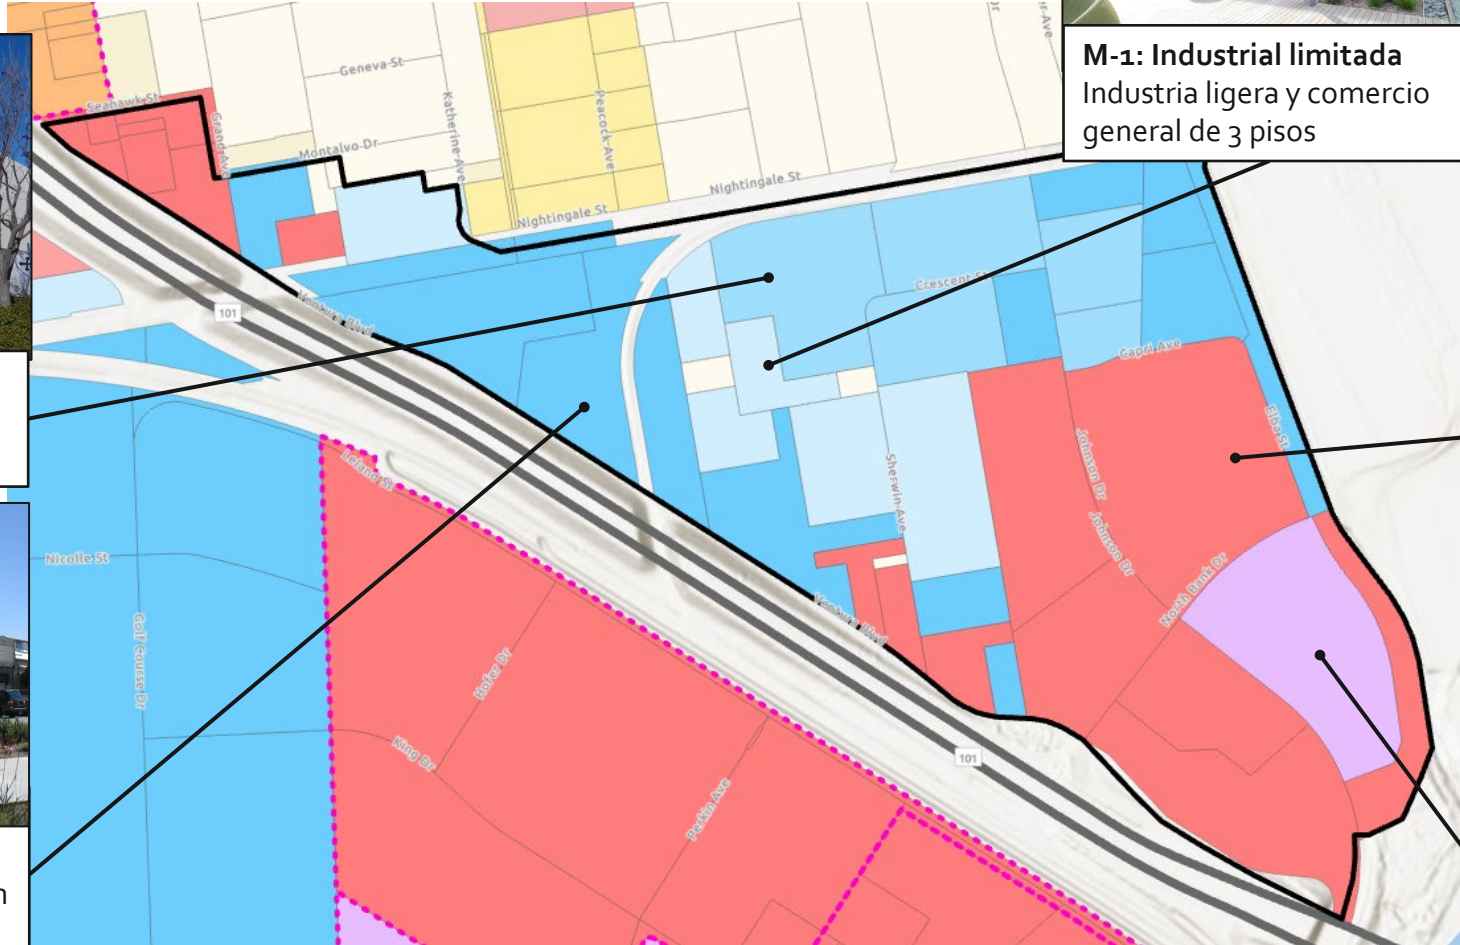 M-1: Industrial limitada
Industria ligera y comercio
general de 3 pisos
Geneva St
Seahawk St
Grand Ave
Montalvo Dr
Katherine Ave
Peacock Ave
Nightingale St
Nightingale St
Crescent St
Capri Ave
Elba St
Ventura Blvd
101
Leland St
Sherwin Ave
Johnson Dr
Johnson Dr
North Bank Dr
Nicolle St
Golf Course Dr
Ventura Blvd
Hofer Dr
King Dr
Perkin Ave
101